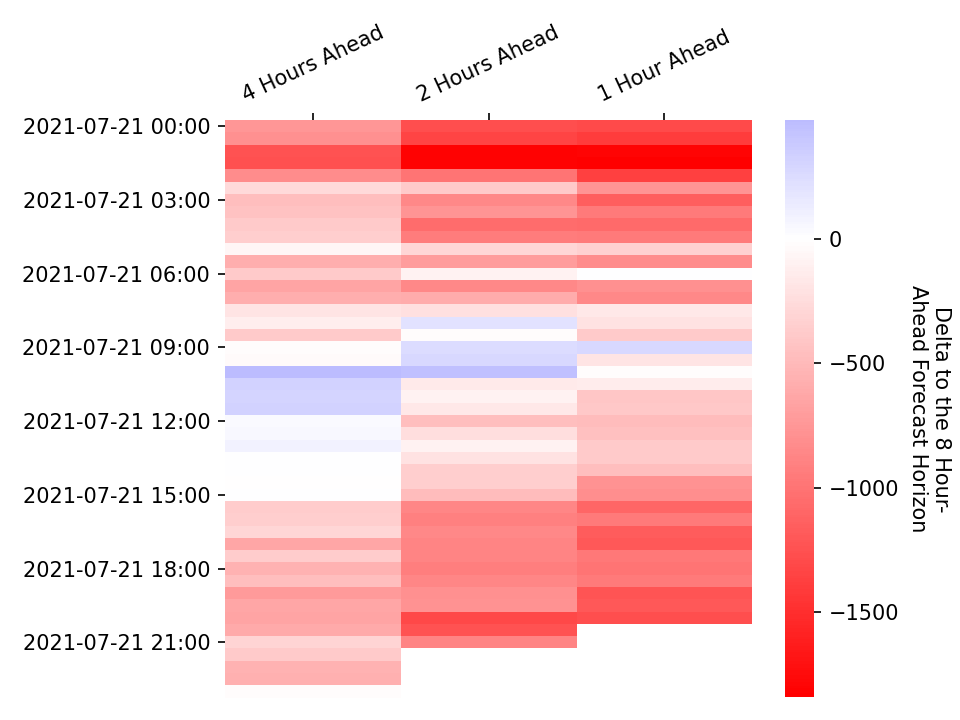 4 Hours Ahead
2 Hours Ahead
1 Hour Ahead
2021-07-21 00:00
2021-07-21 03:00
2021-07-21 06:00
2021-07-21 09:00
2021-07-21 12:00
2021-07-21 15:00
2021-07-21 18:00
2021-07-21 21:00
0
−500
−1000
−1500
Delta to the 8 Hour-
Ahead Forecast Horizon